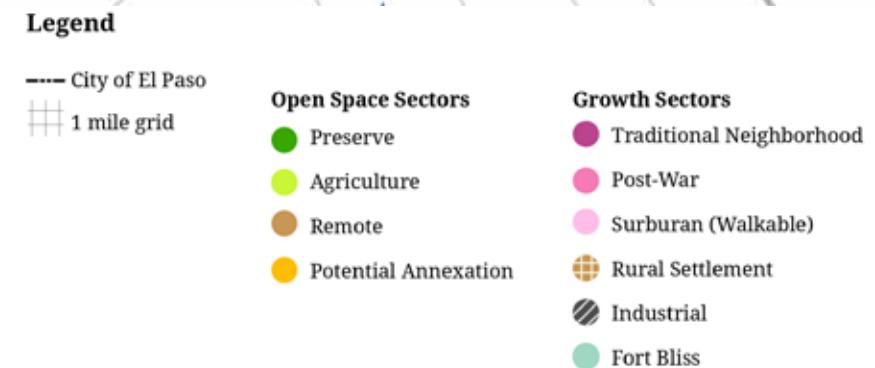 Legend
City of El Paso
1 mile grid
Open Space Sectors
Preserve
Agriculture
Remote
Potential Annexation
Growth Sectors
Traditional Neighborhood
Post-War
Surburan (Walkable)
Rural Settlement
Industrial
Fort Bliss